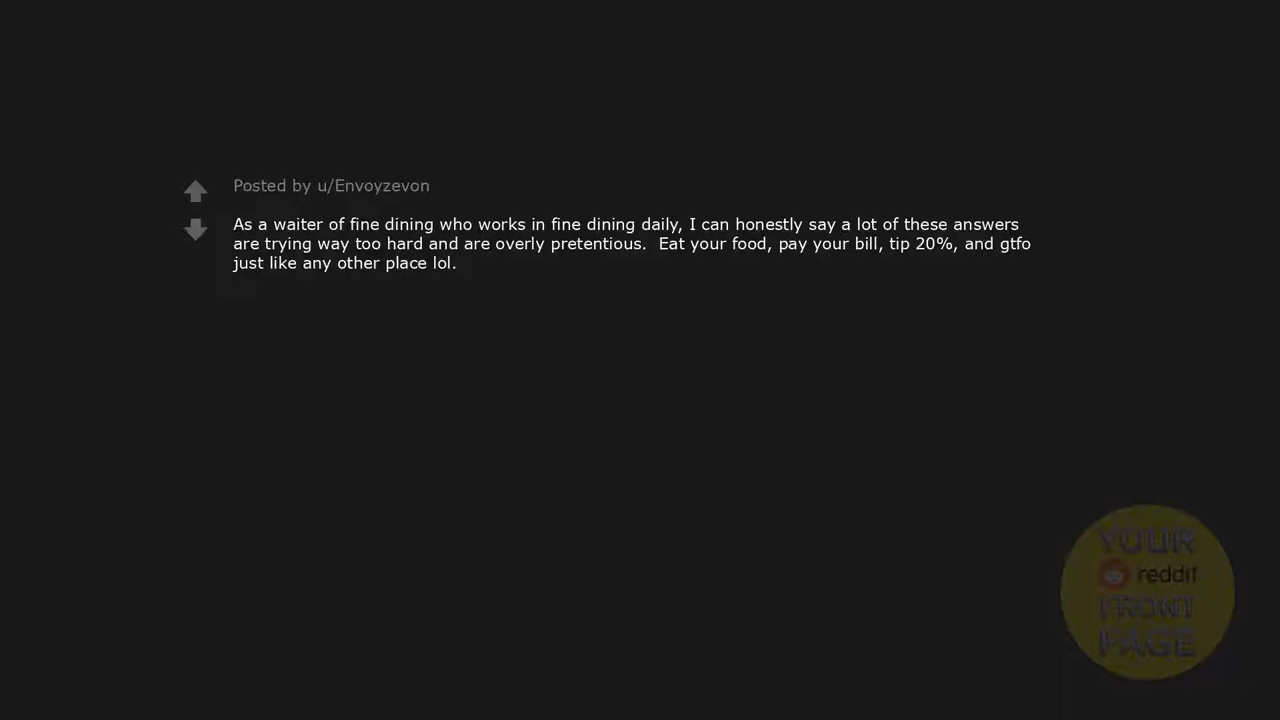 Posted by u/Envoyzevon
As a waiter of fine dining who works in fine dining daily, I can honestly say a lot of these answers
are trying way too hard and are overly pretentious.  Eat your food, pay your bill, tip 20%, and gtfo
just like any other place lol.
YOUR
reddit
FRONT
PAGE